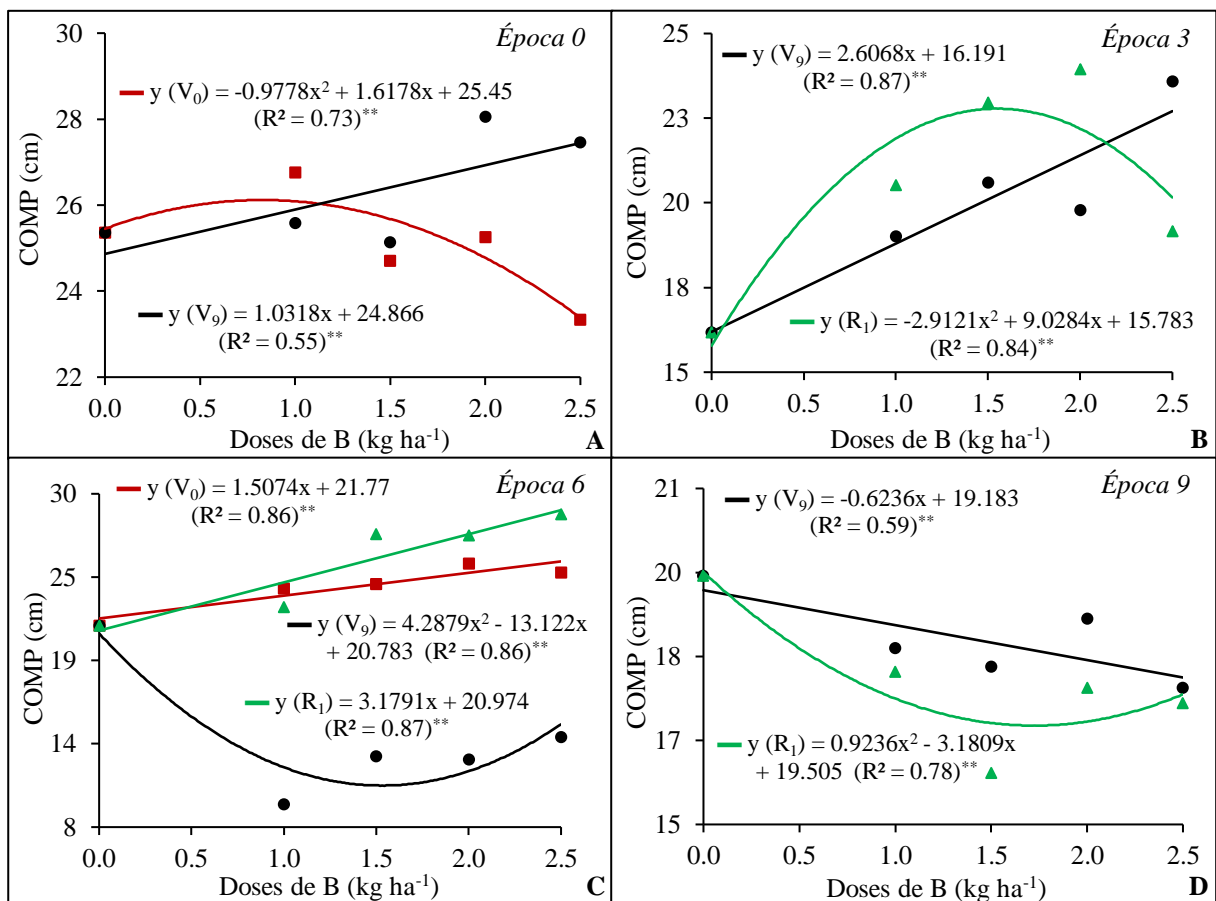 Época 0
30
28
26
24
22
COMP (cm)
y (V₀) = -0.9778x² + 1.6178x + 25.45
(R² = 0.73)**
y (V₉) = 1.0318x + 24.866
(R² = 0.55)**
0.0 0.5 1.0 1.5 2.0 2.5
Doses de B (kg ha⁻¹)
A
Época 3
25
23
20
18
15
COMP (cm)
y (V₉) = 2.6068x + 16.191
(R² = 0.87)**
y (R₁) = -2.9121x² + 9.0284x + 15.783
(R² = 0.84)**
0.0 0.5 1.0 1.5 2.0 2.5
Doses de B (kg ha⁻¹)
B
Época 6
30
25
19
14
8
COMP (cm)
y (V₀) = 1.5074x + 21.77
(R² = 0.86)**
y (V₉) = 4.2879x² - 13.122x
+ 20.783 (R² = 0.86)**
y (R₁) = 3.1791x + 20.974
(R² = 0.87)**
0.0 0.5 1.0 1.5 2.0 2.5
Doses de B (kg ha⁻¹)
C
Época 9
21
20
18
17
15
COMP (cm)
y (V₉) = -0.6236x + 19.183
(R² = 0.59)**
y (R₁) = 0.9236x² - 3.1809x
+ 19.505 (R² = 0.78)**
0.0 0.5 1.0 1.5 2.0 2.5
Doses de B (kg ha⁻¹)
D